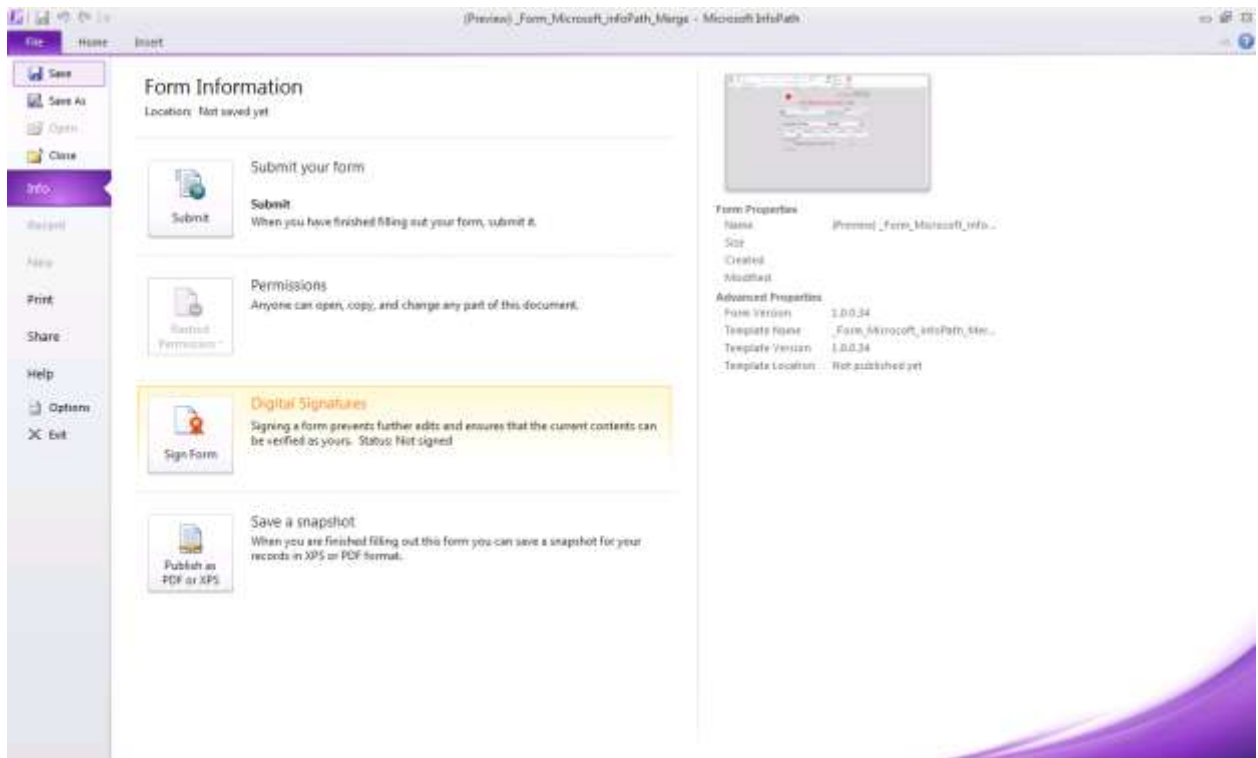 (Preview) _Form_Microsoft_infoPath_Merge - Microsoft InfoPath
File Home Insert
Save
Save As
Open
Close
Info
Recent
New
Print
Share
Help
Options
Exit
Form Information
Location: Not saved yet
Submit
Submit your form
Submit
When you have finished filling out your form, submit it.
Restrict
Permission
Permissions
Anyone can open, copy, and change any part of this document.
Sign Form
Digital Signatures
Signing a form prevents further edits and ensures that the current contents can
be verified as yours. Status: Not signed
Publish as
PDF or XPS
Save a snapshot
When you are finished filling out this form you can save a snapshot for your
records in XPS or PDF format.
Form Properties
Name (Preview) _Form_Microsoft_info...
Size
Created
Modified
Advanced Properties
Form Version 1.0.0.34
Template Name _Form_Microsoft_infoPath_Mer...
Template Version 1.0.0.34
Template Location Not published yet